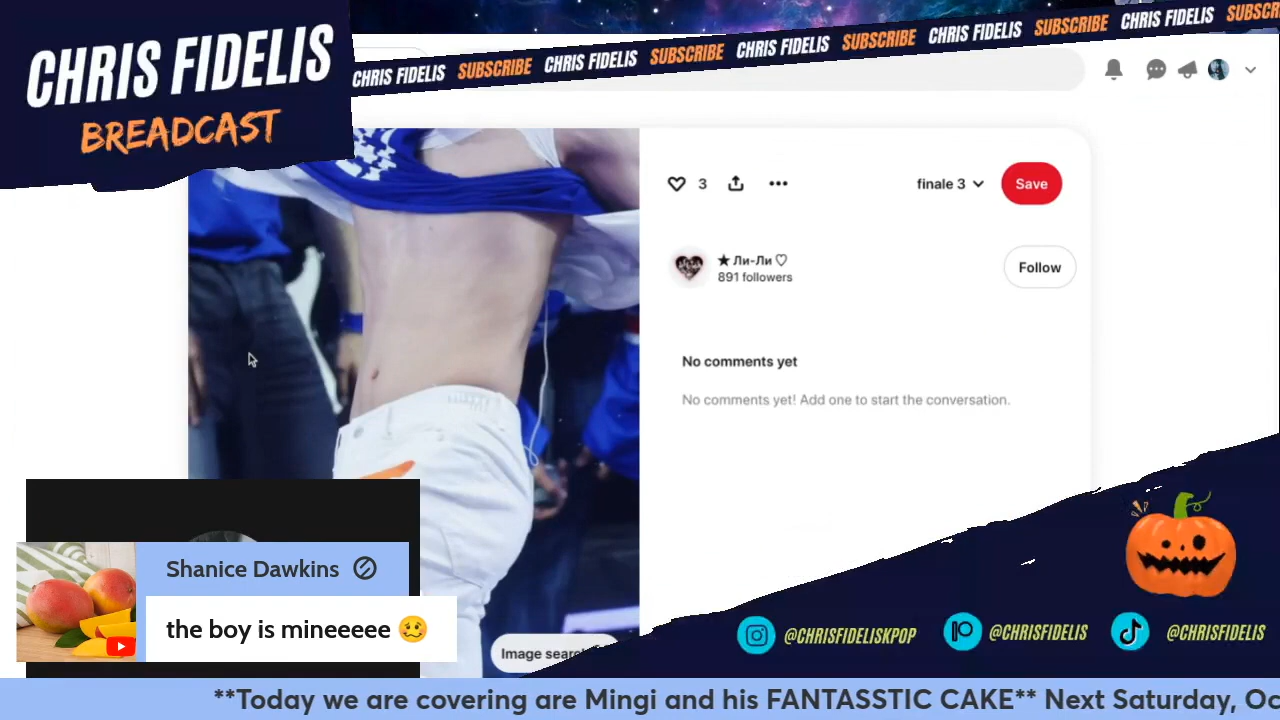 CHRIS FIDELIS
BREADCAST
CHRIS FIDELIS SUBSCRIBE CHRIS FIDELIS SUBSCRIBE CHRIS FIDELIS SUBSCRIBE CHRIS FIDELIS SUBSCRIBE CHRIS FIDELIS SUBSCR
3
finale 3
Save
★ Ли-Ли ♡
891 followers
Follow
No comments yet
No comments yet! Add one to start the conversation.
Shanice Dawkins
the boy is mineeeee 🥴
Image search
@CHRISFIDELISKPOP
@CHRISFIDELIS
@CHRISFIDELIS
**Today we are covering are Mingi and his FANTASSTIC CAKE** Next Saturday, Oc